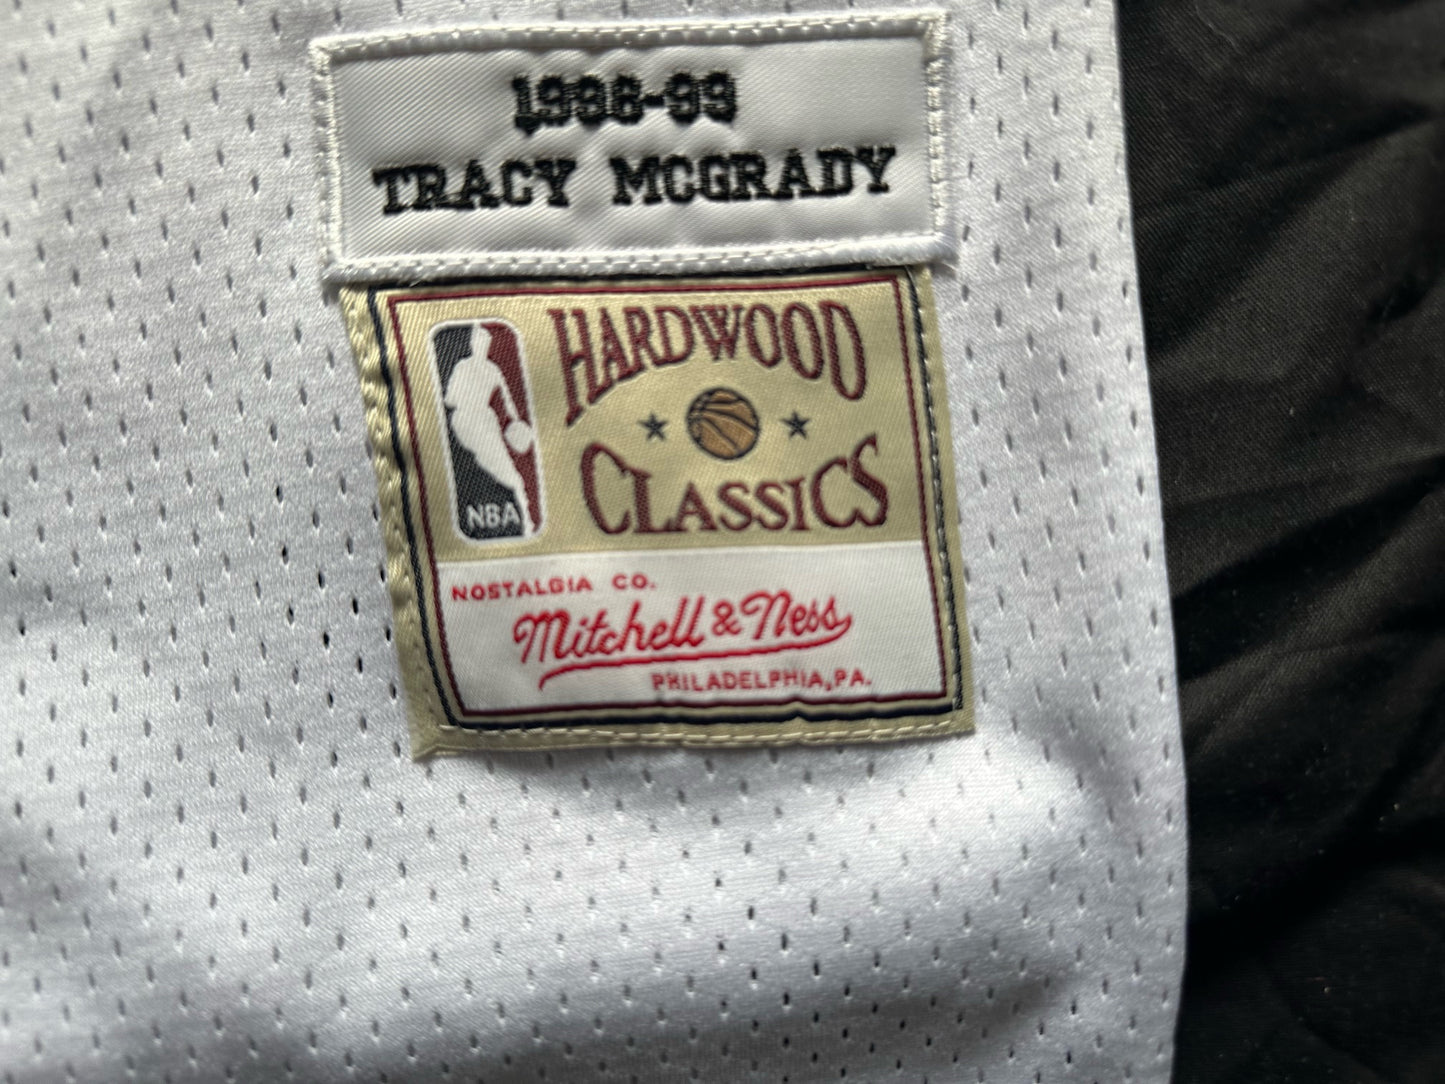 1998-99
TRACY MCGRADY
HARDWOOD
CLASSICS
NBA
NOSTALGIA CO.
Mitchell & Ness
PHILADELPHIA, PA.